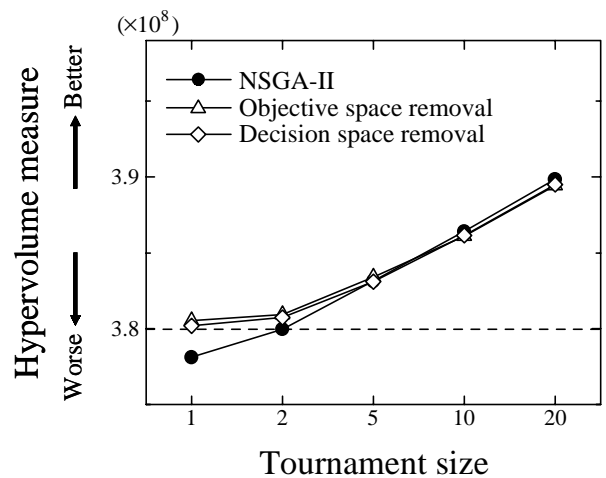 (×10⁸)
NSGA-II
Objective space removal
Decision space removal
3.9
3.8
1 2 5 10 20
Tournament size
Hypervolume measure
Worse
Better